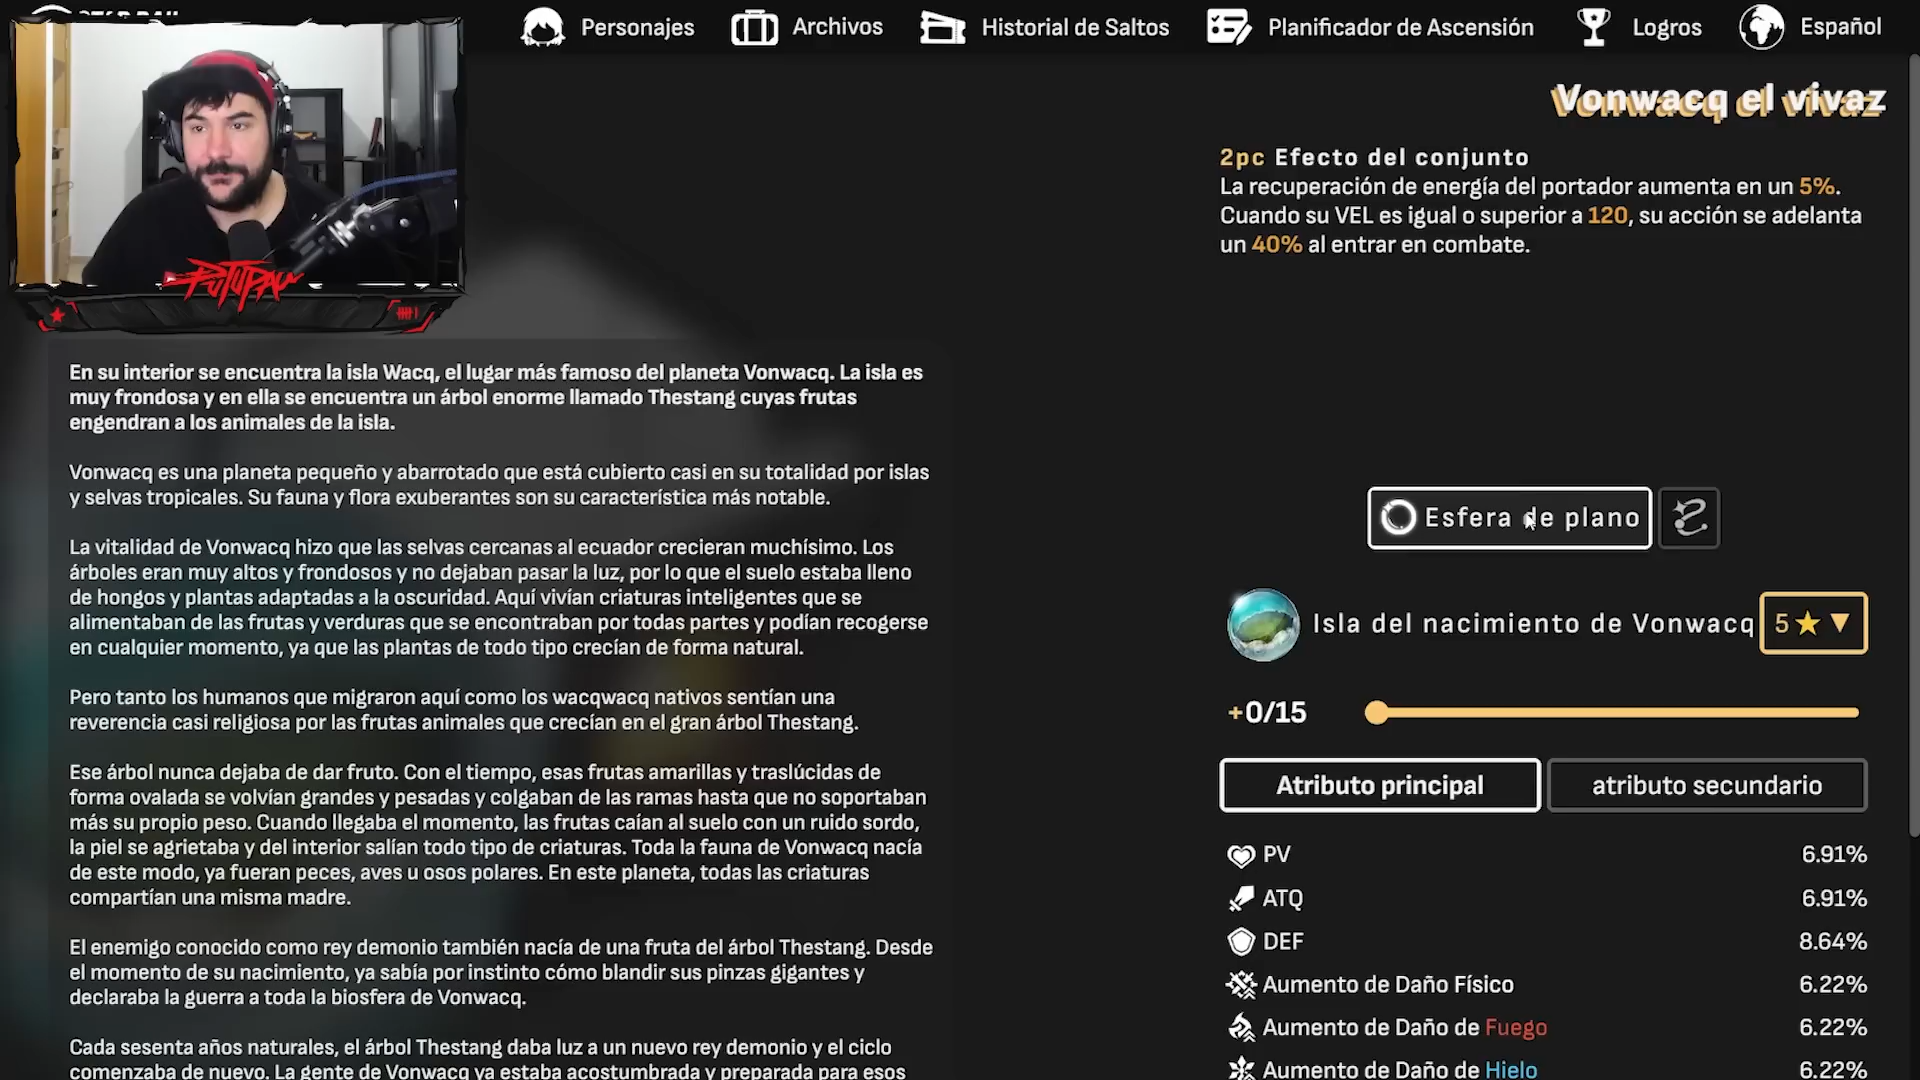 Personajes
Archivos
Historial de Saltos
Planificador de Ascensión
Logros
Español
PUTUPAU
Vonwacq el vivaz
2pc Efecto del conjunto
La recuperación de energía del portador aumenta en un 5%.
Cuando su VEL es igual o superior a 120, su acción se adelanta
un 40% al entrar en combate.
En su interior se encuentra la isla Wacq, el lugar más famoso del planeta Vonwacq. La isla es
muy frondosa y en ella se encuentra un árbol enorme llamado Thestang cuyas frutas
engendran a los animales de la isla.
Vonwacq es una planeta pequeño y abarrotado que está cubierto casi en su totalidad por islas
y selvas tropicales. Su fauna y flora exuberantes son su característica más notable.
La vitalidad de Vonwacq hizo que las selvas cercanas al ecuador crecieran muchísimo. Los
árboles eran muy altos y frondosos y no dejaban pasar la luz, por lo que el suelo estaba lleno
de hongos y plantas adaptadas a la oscuridad. Aquí vivían criaturas inteligentes que se
alimentaban de las frutas y verduras que se encontraban por todas partes y podían recogerse
en cualquier momento, ya que las plantas de todo tipo crecían de forma natural.
Pero tanto los humanos que migraron aquí como los wacqwacq nativos sentían una
reverencia casi religiosa por las frutas animales que crecían en el gran árbol Thestang.
Ese árbol nunca dejaba de dar fruto. Con el tiempo, esas frutas amarillas y traslúcidas de
forma ovalada se volvían grandes y pesadas y colgaban de las ramas hasta que no soportaban
más su propio peso. Cuando llegaba el momento, las frutas caían al suelo con un ruido sordo,
la piel se agrietaba y del interior salían todo tipo de criaturas. Toda la fauna de Vonwacq nacía
de este modo, ya fueran peces, aves u osos polares. En este planeta, todas las criaturas
compartían una misma madre.
El enemigo conocido como rey demonio también nacía de una fruta del árbol Thestang. Desde
el momento de su nacimiento, ya sabía por instinto cómo blandir sus pinzas gigantes y
declaraba la guerra a toda la biosfera de Vonwacq.
Cada sesenta años naturales, el árbol Thestang daba luz a un nuevo rey demonio y el ciclo
comenzaba de nuevo. La gente de Vonwacq ya estaba acostumbrada y preparada para esos
Esfera de plano
Isla del nacimiento de Vonwacq
5
+0/15
Atributo principal
atributo secundario
PV 6.91%
ATQ 6.91%
DEF 8.64%
Aumento de Daño Físico 6.22%
Aumento de Daño de Fuego 6.22%
Aumento de Daño de Hielo 6.22%